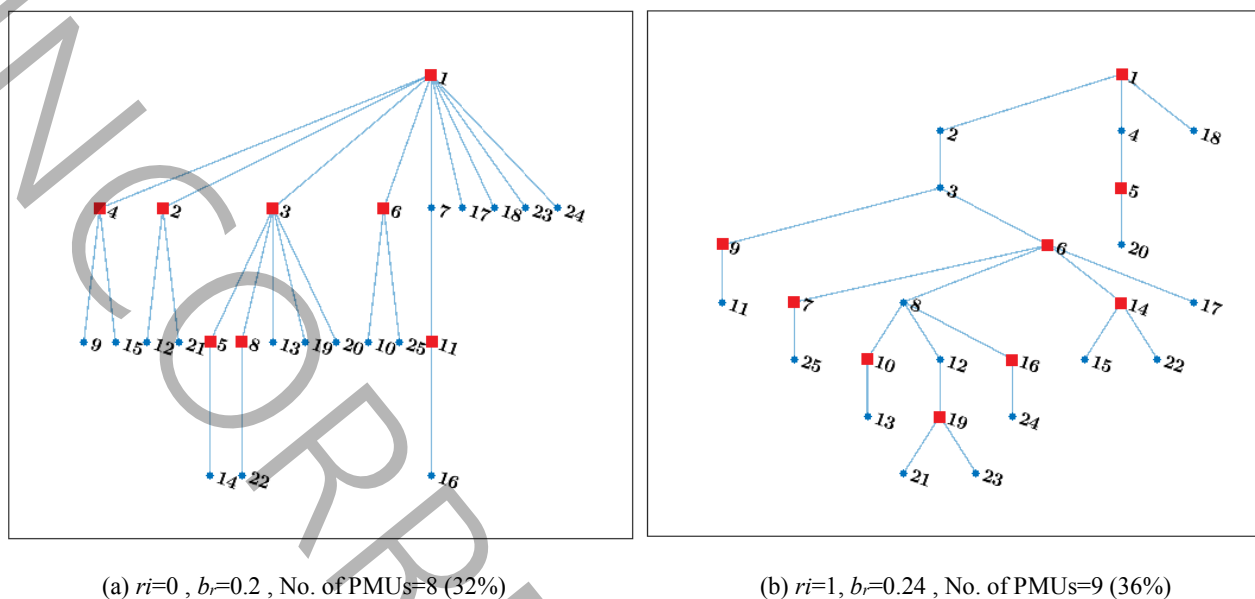 1
4 2 3 6 7 17 18 23 24
9 15 12 21 5 8 13 19 20 10 25 11
14 22 16
(a) ri=0 , br=0.2 , No. of PMUs=8 (32%)
1
2 4 18
3 5
9 6 20
11 7 8 14 17
25 10 12 16 15 22
13 19 24
21 23
(b) ri=1, br=0.24 , No. of PMUs=9 (36%)
NCORR